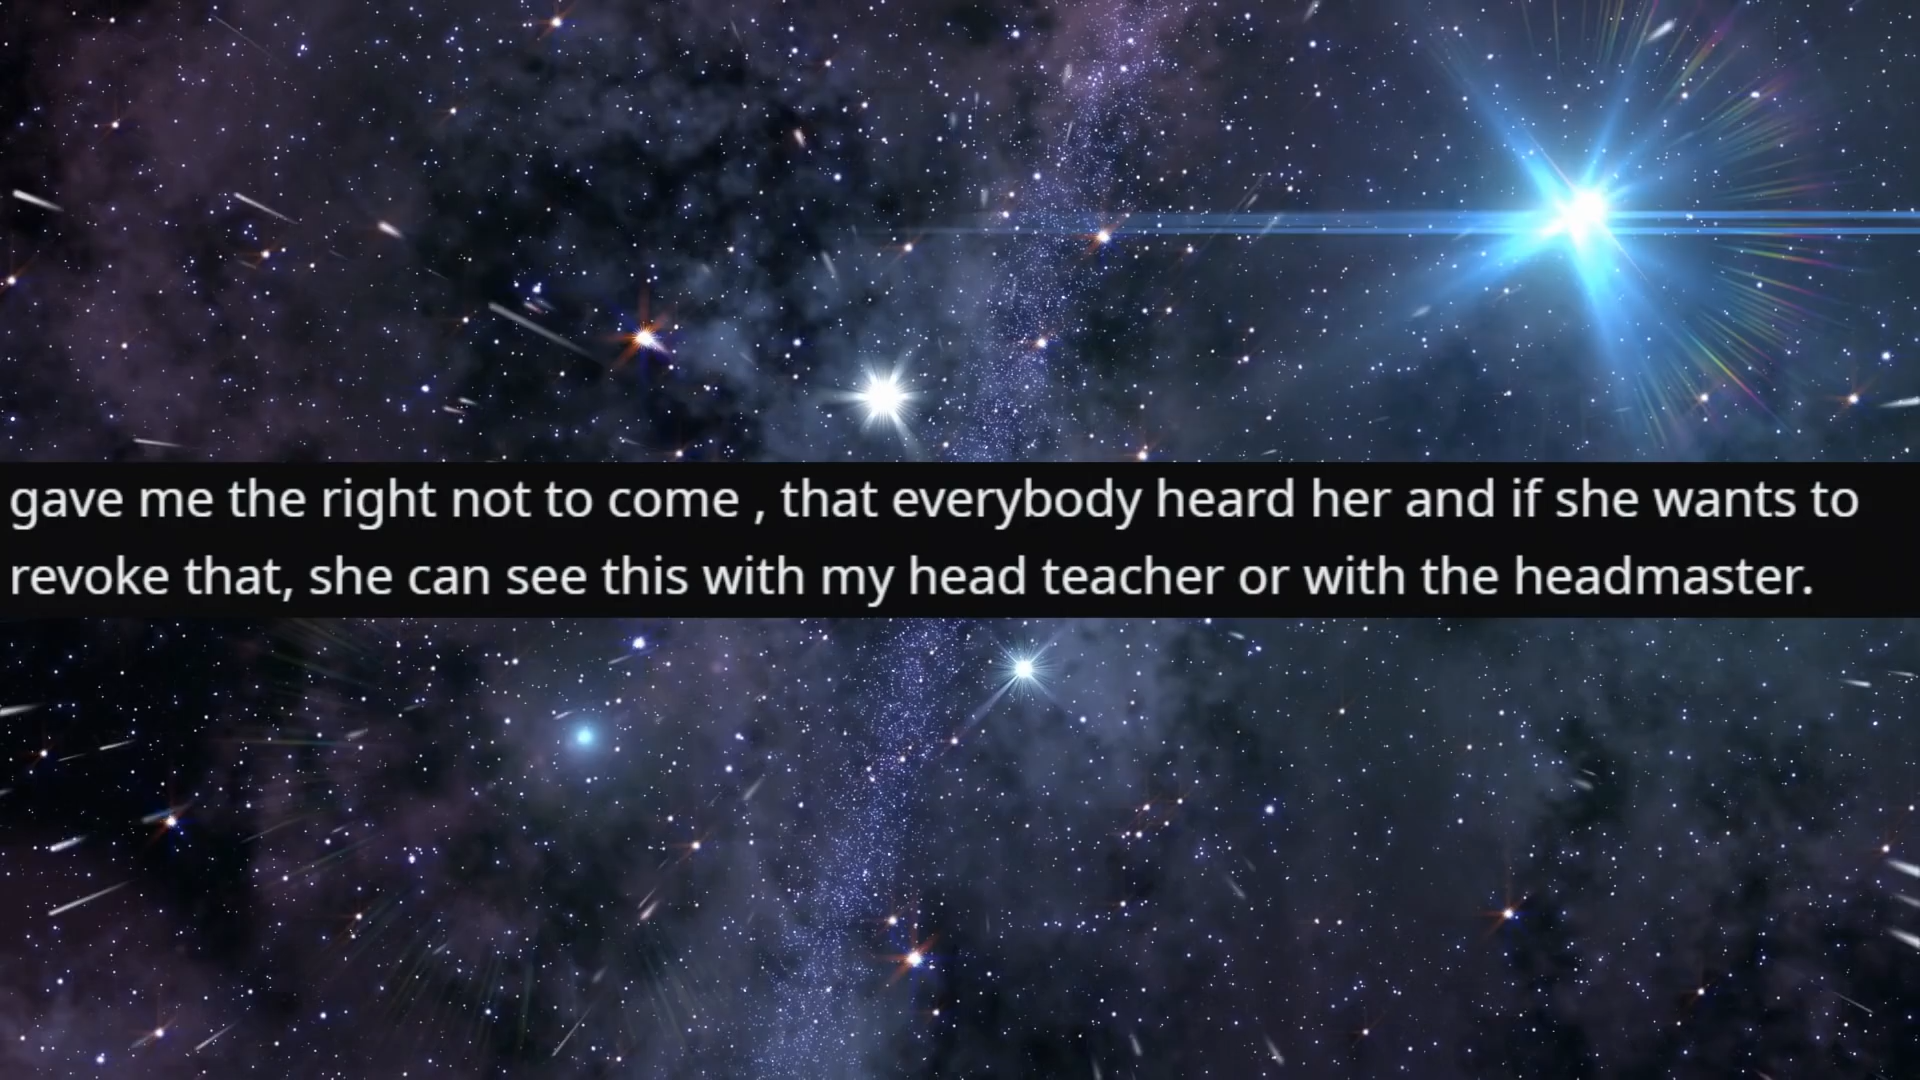 gave me the right not to come , that everybody heard her and if she wants to
revoke that, she can see this with my head teacher or with the headmaster.